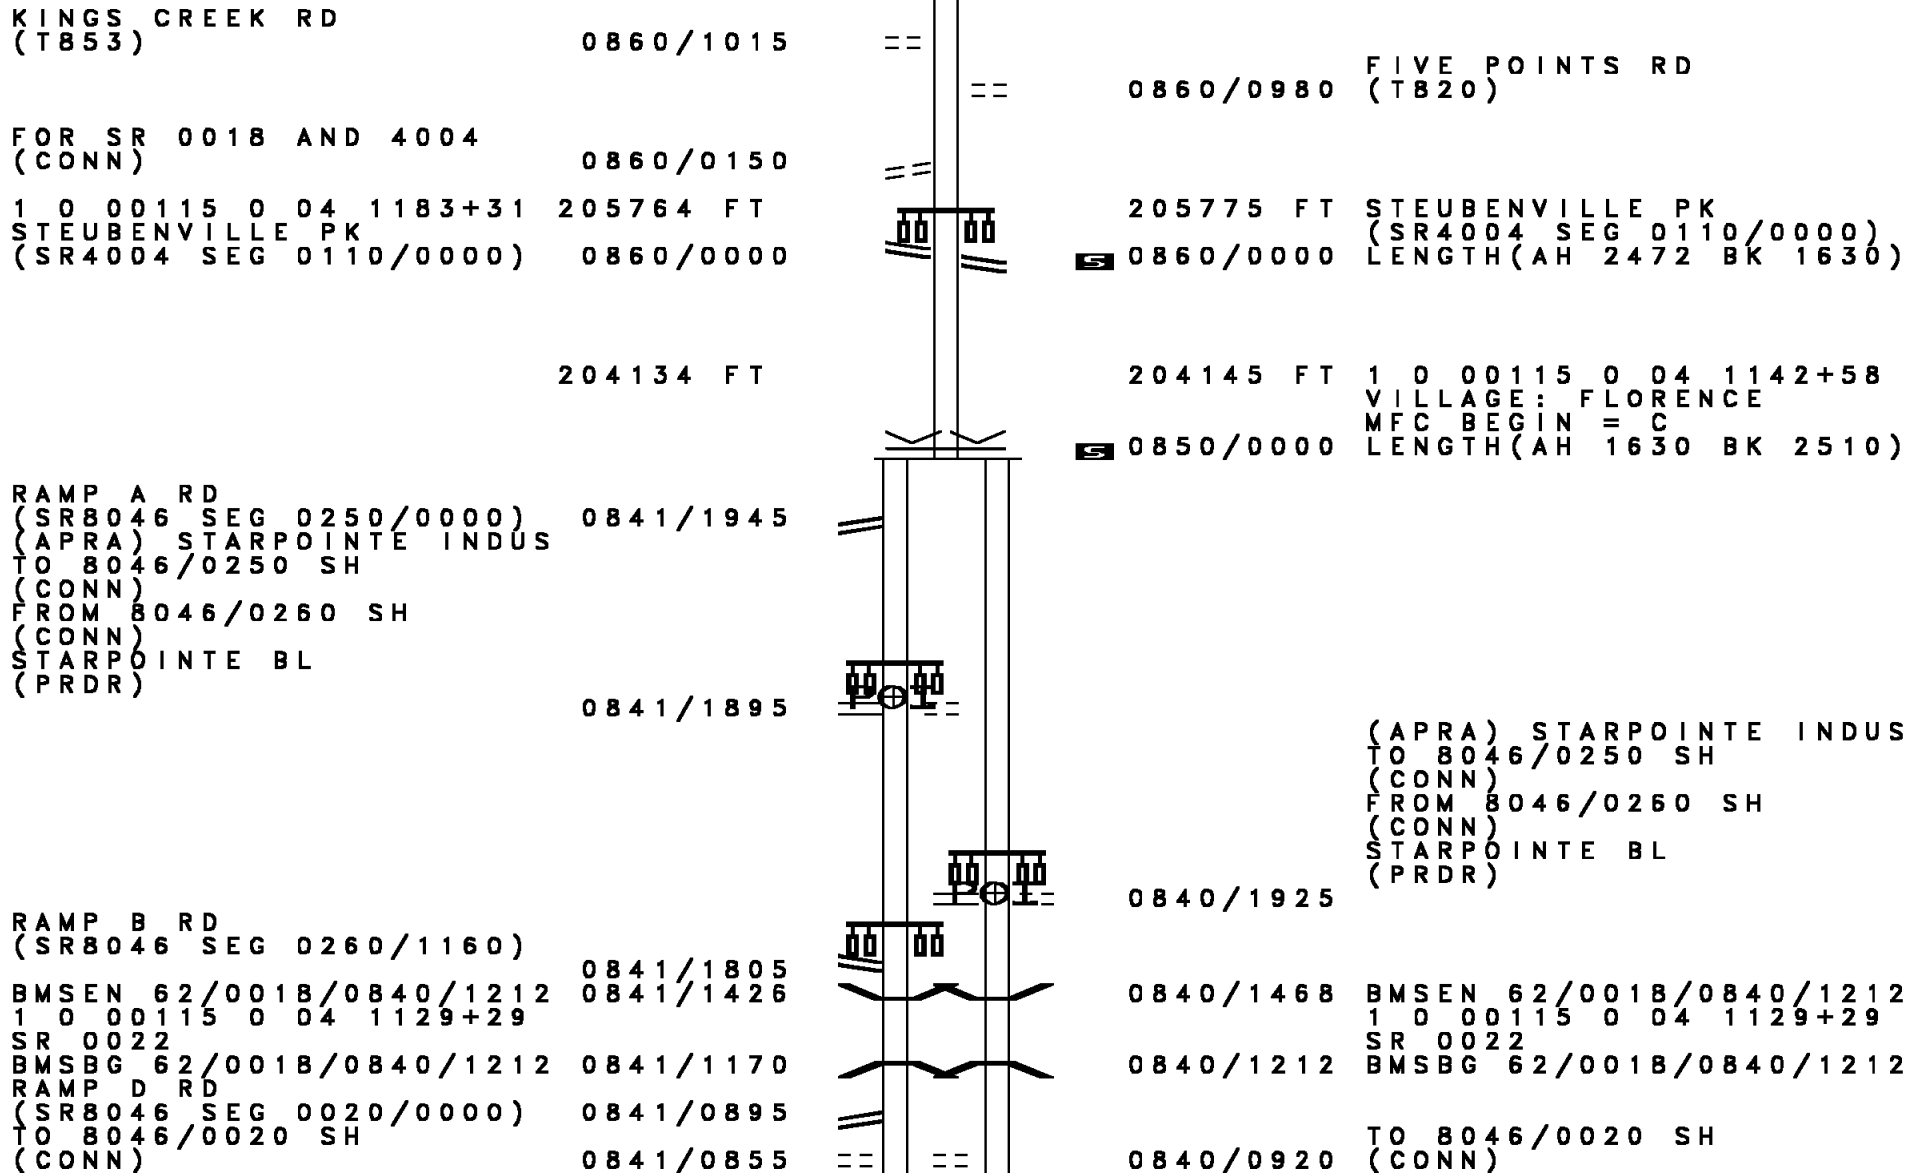 KINGS CREEK RD
(T853) 0860/1015
FIVE POINTS RD
0860/0980 (T820)
FOR SR 0018 AND 4004
(CONN) 0860/0150
1 0 00115 0 04 1183+31 205764 FT 205775 FT STEUBENVILLE PK
STEUBENVILLE PK (SR4004 SEG 0110/0000)
(SR4004 SEG 0110/0000) 0860/0000 S 0860/0000 LENGTH(AH 2472 BK 1630)
204134 FT 204145 FT 1 0 00115 0 04 1142+58
VILLAGE: FLORENCE
MFC BEGIN = C
S 0850/0000 LENGTH(AH 1630 BK 2510)
RAMP A RD
(SR8046 SEG 0250/0000) 0841/1945
(APRA) STARPOINTE INDUS
TO 8046/0250 SH
(CONN)
FROM 8046/0260 SH
(CONN)
STARPOINTE BL
(PRDR)
0841/1895
(APRA) STARPOINTE INDUS
TO 8046/0250 SH
(CONN)
FROM 8046/0260 SH
(CONN)
STARPOINTE BL
(PRDR)
0840/1925
RAMP B RD
(SR8046 SEG 0260/1160)
0841/1805
BMSEN 62/0018/0840/1212 0841/1426 0840/1468 BMSEN 62/0018/0840/1212
1 0 00115 0 04 1129+29 1 0 00115 0 04 1129+29
SR 0022 SR 0022
BMSBG 62/0018/0840/1212 0841/1170 0840/1212 BMSBG 62/0018/0840/1212
RAMP D RD
(SR8046 SEG 0020/0000) 0841/0895
TO 8046/0020 SH TO 8046/0020 SH
(CONN) 0841/0855 0840/0920 (CONN)